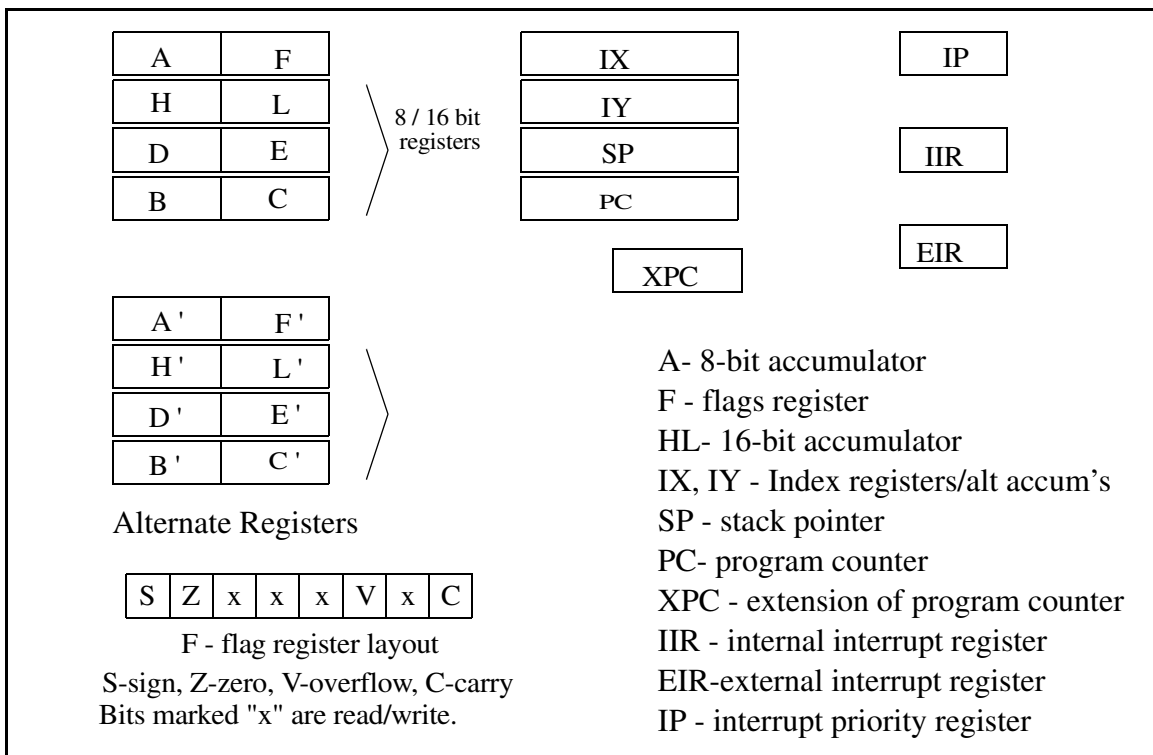 A F
H L
D E
B C
8 / 16 bit
registers
IX
IY
SP
PC
XPC
IP
IIR
EIR
A ' F '
H ' L '
D ' E '
B ' C '
Alternate Registers
S Z x x x V x C
F - flag register layout
S-sign, Z-zero, V-overflow, C-carry
Bits marked "x" are read/write.
A- 8-bit accumulator
F - flags register
HL- 16-bit accumulator
IX, IY - Index registers/alt accum's
SP - stack pointer
PC- program counter
XPC - extension of program counter
IIR - internal interrupt register
EIR-external interrupt register
IP - interrupt priority register